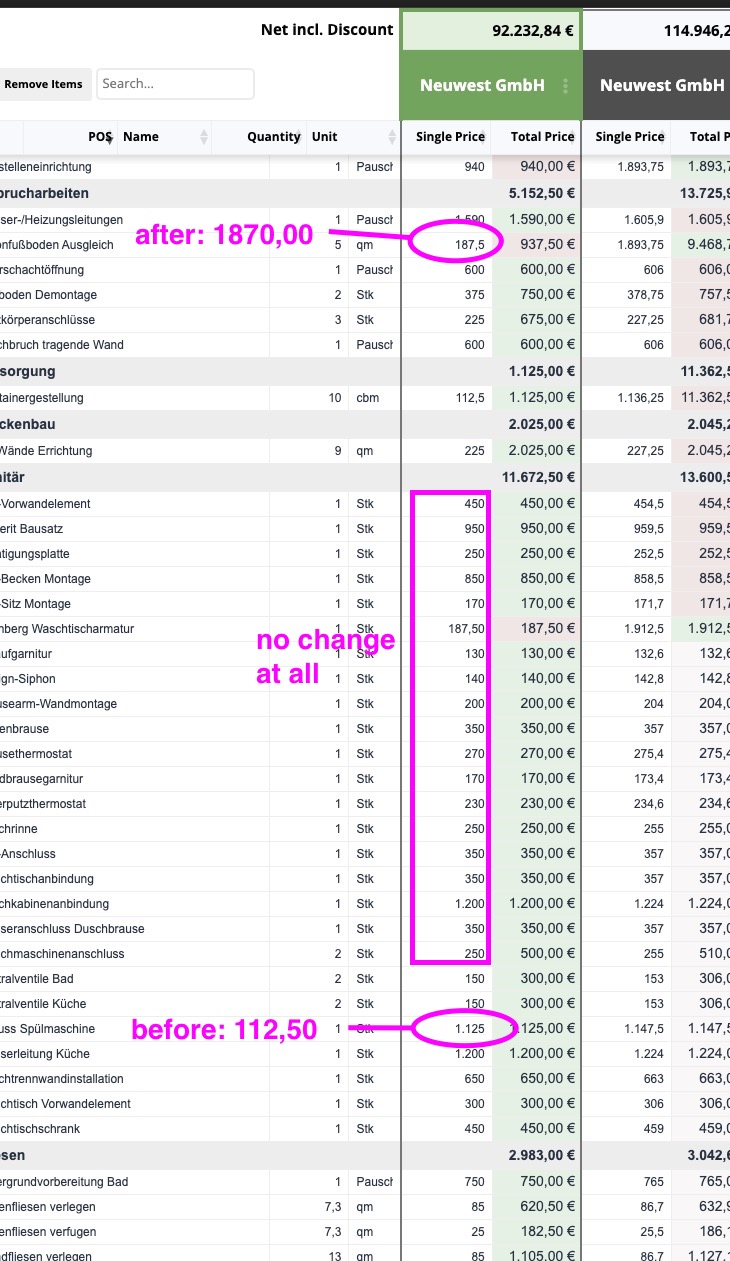 Net incl. Discount 92.232,84 € 114.946,2
Remove Items Search... Neuwest GmbH Neuwest GmbH
POS Name Quantity Unit Single Price Total Price Single Price Total P
stelleneinrichtung 1 Pausch 940 940,00 € 1.893,75 1.893,7
brucharbeiten 5.152,50 € 13.725,9
ser-/Heizungsleitungen 1 Pausch 1.590 1.590,00 € 1.605,9 1.605,9
after: 1870,00
onfußboden Ausgleich 5 qm 187,5 937,50 € 1.893,75 9.468,7
rschachtöffnung 1 Pausch 600 600,00 € 606 606,0
boden Demontage 2 Stk 375 750,00 € 378,75 757,5
zkörperanschlüsse 3 Stk 225 675,00 € 227,25 681,7
chbruch tragende Wand 1 Pausch 600 600,00 € 606 606,0
sorgung 1.125,00 € 11.362,5
tainergestellung 10 cbm 112,5 1.125,00 € 1.136,25 11.362,5
ckenbau 2.025,00 € 2.045,2
Wände Errichtung 9 qm 225 2.025,00 € 227,25 2.045,2
nitär 11.672,50 € 13.600,5
-Vorwandelement 1 Stk 450 450,00 € 454,5 454,5
erit Bausatz 1 Stk 950 950,00 € 959,5 959,5
ätigungsplatte 1 Stk 250 250,00 € 252,5 252,5
-Becken Montage 1 Stk 850 850,00 € 858,5 858,5
-Sitz Montage 1 Stk 170 170,00 € 171,7 171,7
nberg Waschtischarmatur 1 Stk 187,50 187,50 € 1.912,5 1.912,5
no change
aufgarnitur 1 Stk 130 130,00 € 132,6 132,6
at all
ign-Siphon 1 Stk 140 140,00 € 142,8 142,8
usearm-Wandmontage 1 Stk 200 200,00 € 204 204,0
enbrause 1 Stk 350 350,00 € 357 357,0
usethermostat 1 Stk 270 270,00 € 275,4 275,4
dbrausegarnitur 1 Stk 170 170,00 € 173,4 173,4
erputzthermostat 1 Stk 230 230,00 € 234,6 234,6
chrinne 1 Stk 250 250,00 € 255 255,0
-Anschluss 1 Stk 350 350,00 € 357 357,0
chtischanbindung 1 Stk 350 350,00 € 357 357,0
chkabinenanbindung 1 Stk 1.200 1.200,00 € 1.224 1.224,0
seranschluss Duschbrause 1 Stk 350 350,00 € 357 357,0
chmaschinenanschluss 2 Stk 250 500,00 € 255 510,0
tralventile Bad 2 Stk 150 300,00 € 153 306,0
tralventile Küche 2 Stk 150 300,00 € 153 306,0
before: 112,50
uss Spülmaschine 1 Stk 1.125 1.125,00 € 1.147,5 1.147,5
serleitung Küche 1 Stk 1.200 1.200,00 € 1.224 1.224,0
chtrennwandinstallation 1 Stk 650 650,00 € 663 663,0
chtisch Vorwandelement 1 Stk 300 300,00 € 306 306,0
chtischschrank 1 Stk 450 450,00 € 459 459,0
esen 2.983,00 € 3.042,6
ergrundvorbereitung Bad 1 Pausch 750 750,00 € 765 765,0
enfliesen verlegen 7,3 qm 85 620,50 € 86,7 632,9
enfliesen verfugen 7,3 qm 25 182,50 € 25,5 186,1
ndfliesen verlegen 13 qm 85 1.105,00 € 86,7 1.127,1